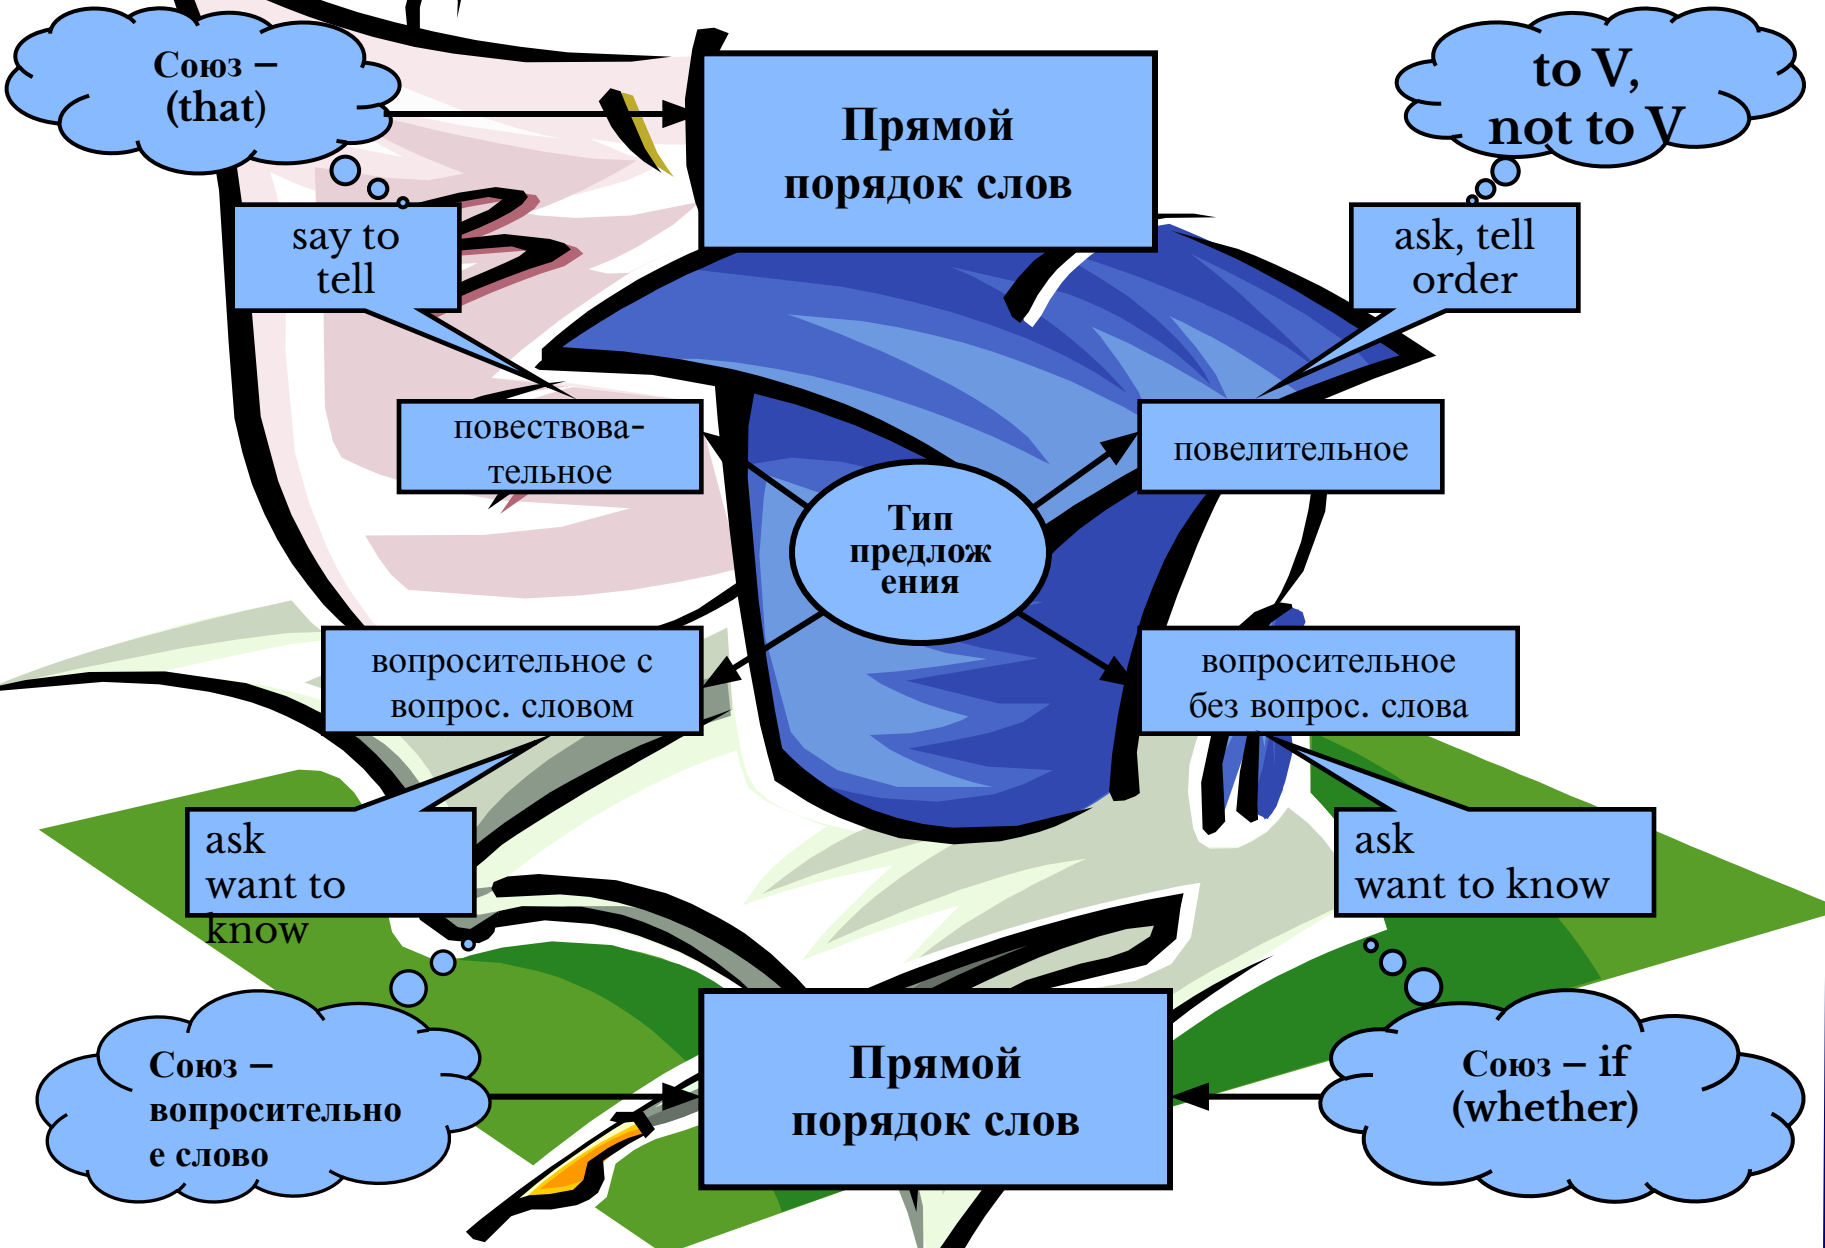 Союз –
(that)
Прямой
порядок слов
to V,
not to V
say to
tell
ask, tell
order
повествова-
тельное
повелительное
Тип
предлож
ения
вопросительное с
вопрос. словом
вопросительное
без вопрос. слова
ask
want to
know
ask
want to know
Союз –
вопросительно
е слово
Прямой
порядок слов
Союз – if
(whether)